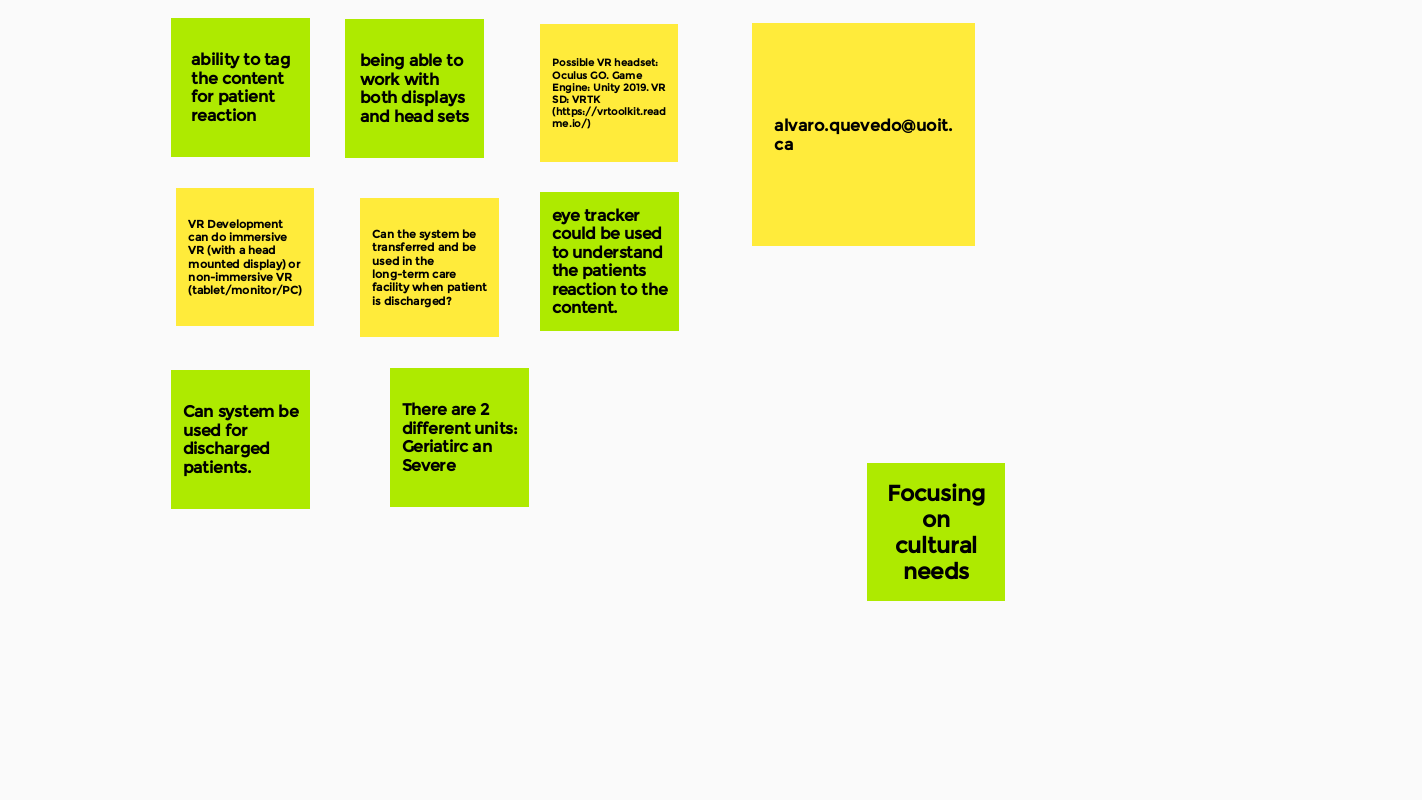 ability to tag
the content
for patient
reaction
being able to
work with
both displays
and head sets
Possible VR headset:
Oculus GO. Game
Engine: Unity 2019. VR
SD: VRTK
(https://vrtoolkit.read
me.io/)
alvaro.quevedo@uoit.
ca
VR Development
can do immersive
VR (with a head
mounted display) or
non-immersive VR
(tablet/monitor/PC)
Can the system be
transferred and be
used in the
long-term care
facility when patient
is discharged?
eye tracker
could be used
to understand
the patients
reaction to the
content.
Can system be
used for
discharged
patients.
There are 2
different units:
Geriatirc an
Severe
Focusing
on
cultural
needs